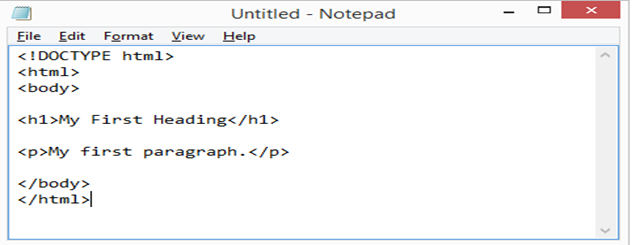 Untitled - Notepad
File Edit Format View Help
<!DOCTYPE html>
<html>
<body>
<h1>My First Heading</h1>
<p>My first paragraph.</p>
</body>
</html>